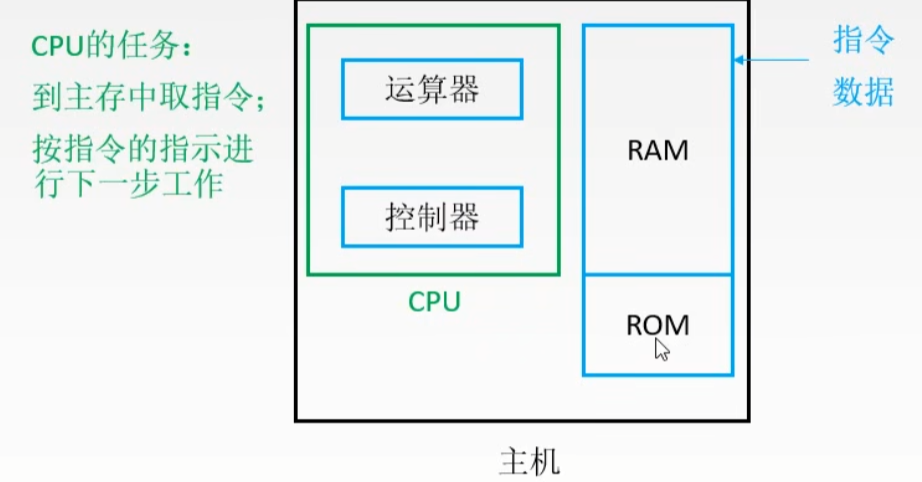 CPU的任务：
到主存中取指令；
按指令的指示进
行下一步工作
运算器
控制器
CPU
RAM
ROM
指令
数据
主机